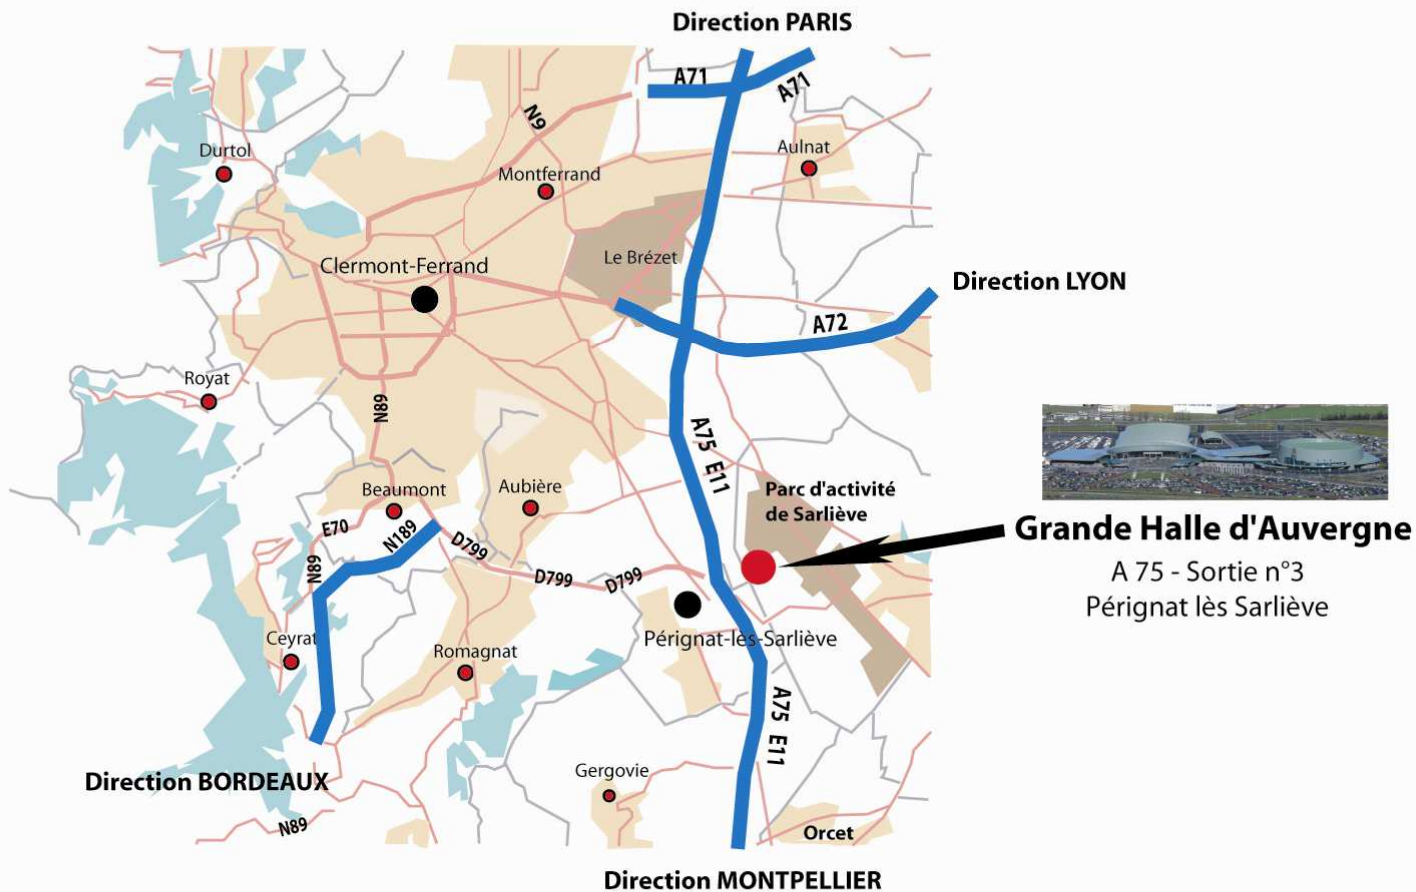 Direction PARIS
A71
A71
N9
Durtol
Aulnat
Montferrand
Le Brézet
Clermont-Ferrand
Direction LYON
A72
Royat
N89
A75 E11
Beaumont
Aubière
Parc d'activité
de Sarliève
E70
N189
D799
Grande Halle d'Auvergne
N89
D799
D799
A 75 - Sortie n°3
Pérignat lès Sarliève
Ceyrat
Romagnat
Pérignat-lès-Sarliève
A75 E11
Gergovie
Direction BORDEAUX
N89
Orcet
Direction MONTPELLIER